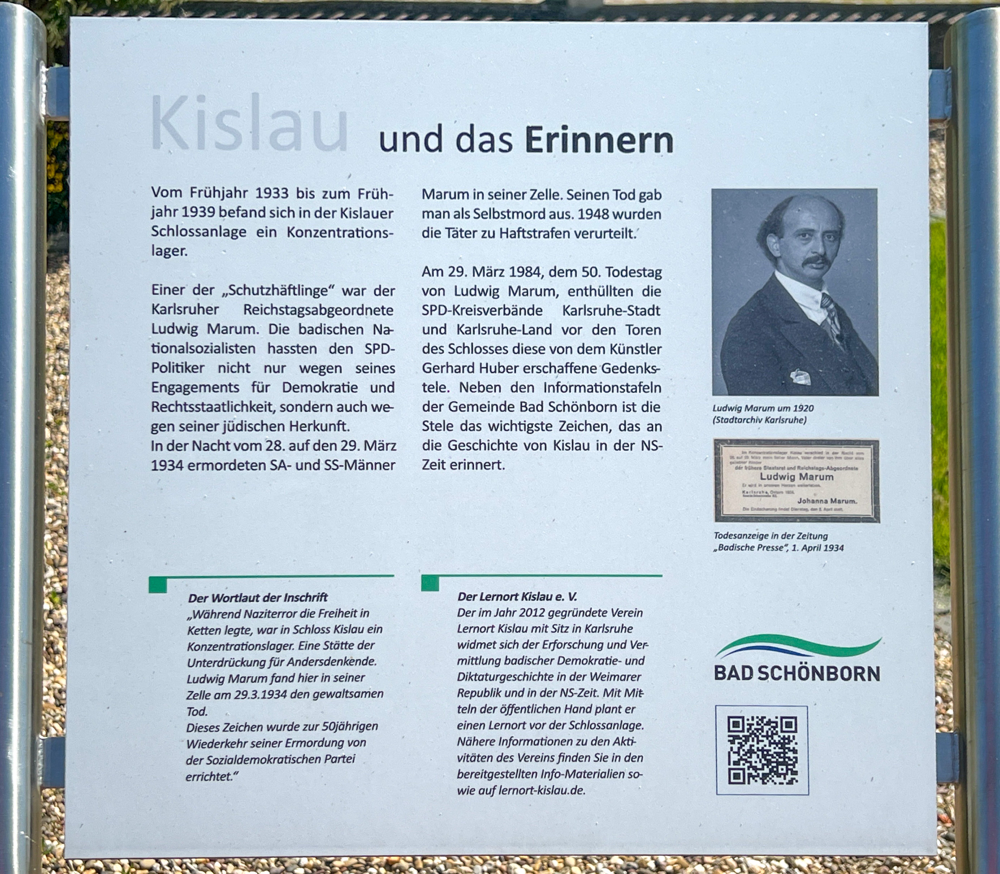 Kislau und das Erinnern
Vom Frühjahr 1933 bis zum Früh-
jahr 1939 befand sich in der Kislauer
Schlossanlage ein Konzentrations-
lager.
Einer der „Schutzhäftlinge“ war der
Karlsruher Reichstagsabgeordnete
Ludwig Marum. Die badischen Na-
tionalsozialisten hassten den SPD-
Politiker nicht nur wegen seines
Engagements für Demokratie und
Rechtsstaatlichkeit, sondern auch we-
gen seiner jüdischen Herkunft.
In der Nacht vom 28. auf den 29. März
1934 ermordeten SA- und SS-Männer
Marum in seiner Zelle. Seinen Tod gab
man als Selbstmord aus. 1948 wurden
die Täter zu Haftstrafen verurteilt.
Am 29. März 1984, dem 50. Todestag
von Ludwig Marum, enthüllten die
SPD-Kreisverbände Karlsruhe-Stadt
und Karlsruhe-Land vor den Toren
des Schlosses diese von dem Künstler
Gerhard Huber erschaffene Gedenks-
tele. Neben den Informationstafeln
der Gemeinde Bad Schönborn ist die
Stele das wichtigste Zeichen, das an
die Geschichte von Kislau in der NS-
Zeit erinnert.
Ludwig Marum um 1920
(Stadtarchiv Karlsruhe)
der frühere Staatsrat und Reichstags-Abgeordnete
Ludwig Marum
Johanna Marum.
Todesanzeige in der Zeitung
„Badische Presse“, 1. April 1934
Der Wortlaut der Inschrift
„Während Naziterror die Freiheit in
Ketten legte, war in Schloss Kislau ein
Konzentrationslager. Eine Stätte der
Unterdrückung für Andersdenkende.
Ludwig Marum fand hier in seiner
Zelle am 29.3.1934 den gewaltsamen
Tod.
Dieses Zeichen wurde zur 50jährigen
Wiederkehr seiner Ermordung von
der Sozialdemokratischen Partei
errichtet.“
Der Lernort Kislau e. V.
Der im Jahr 2012 gegründete Verein
Lernort Kislau mit Sitz in Karlsruhe
widmet sich der Erforschung und Ver-
mittlung badischer Demokratie- und
Diktaturgeschichte in der Weimarer
Republik und in der NS-Zeit. Mit Mit-
teln der öffentlichen Hand plant er
einen Lernort vor der Schlossanlage.
Nähere Informationen zu den Akti-
vitäten des Vereins finden Sie in den
bereitgestellten Info-Materialien so-
wie auf lernort-kislau.de.
BAD SCHÖNBORN